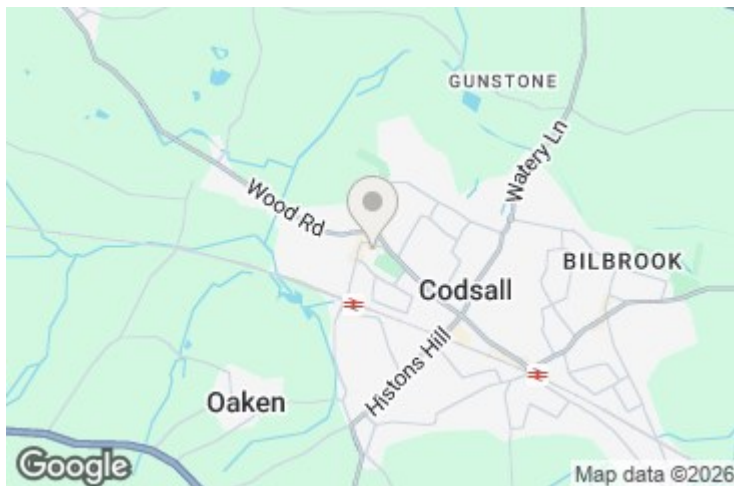 GUNSTONE
Watery Ln
Wood Rd
BILBROOK
Codsall
Histons Hill
Oaken
Google
Map data ©2026